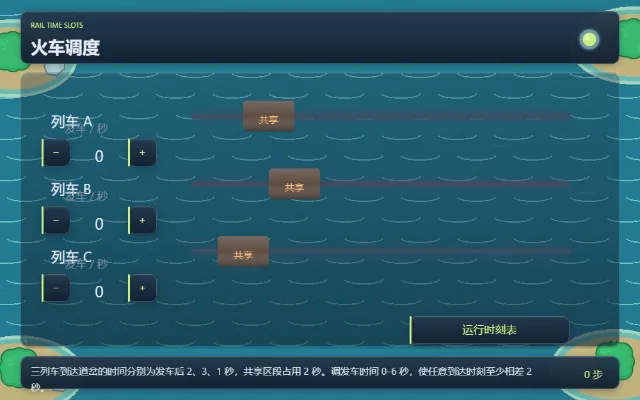 RAIL TIME SLOTS
火车调度
列车 A
发车 / 秒
− 0 +
共享
列车 B
发车 / 秒
− 0 +
共享
列车 C
发车 / 秒
− 0 +
共享
运行时刻表
三列车到达道岔的时间分别为发车后 2、3、1 秒，共享区段占用 2 秒。调发车时间 0–6 秒，使任意到达时刻至少相差 2
秒。
0 步